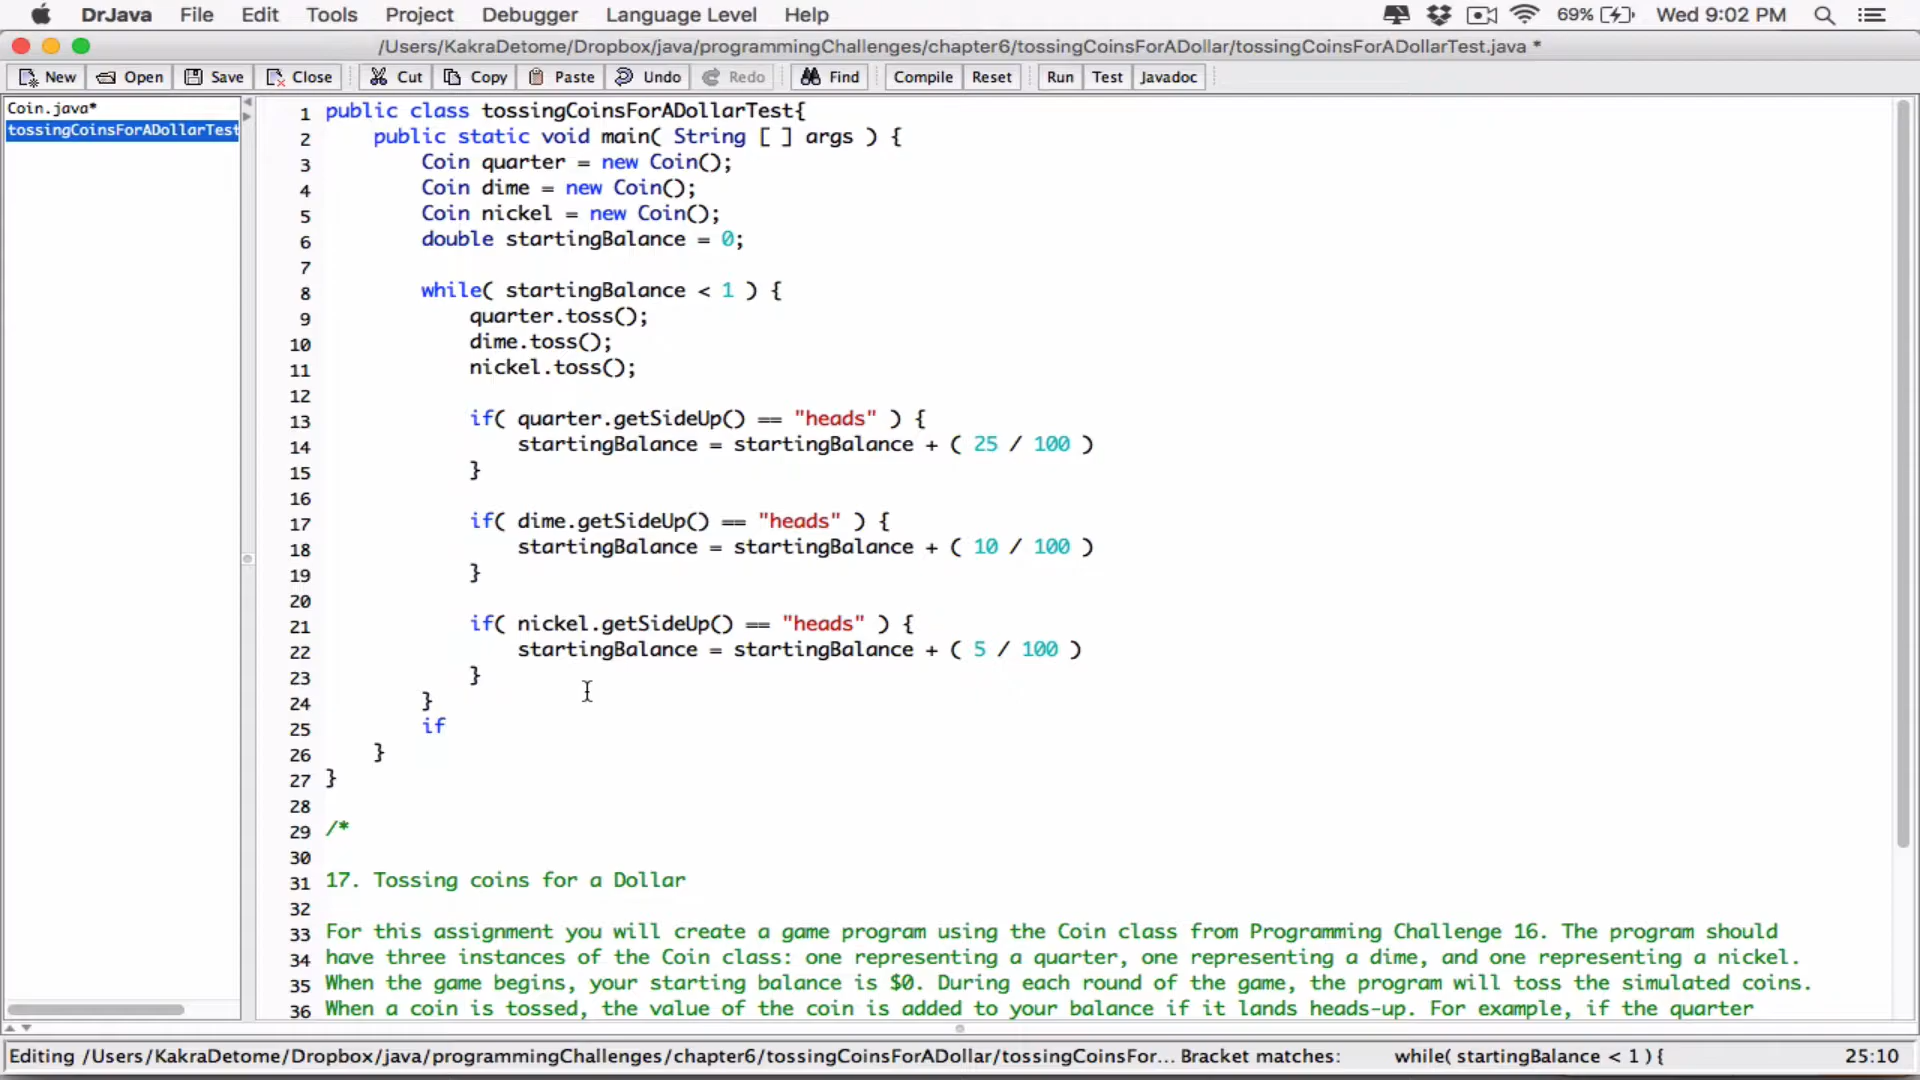 DrJava File Edit Tools Project Debugger Language Level Help 69% Wed 9:02 PM
/Users/KakraDetome/Dropbox/java/programmingChallenges/chapter6/tossingCoinsForADollar/tossingCoinsForADollarTest.java *
New Open Save Close Cut Copy Paste Undo Redo Find Compile Reset Run Test Javadoc
Coin.java*
tossingCoinsForADollarTest
1 public class tossingCoinsForADollarTest{
2 public static void main( String [ ] args ) {
3 Coin quarter = new Coin();
4 Coin dime = new Coin();
5 Coin nickel = new Coin();
6 double startingBalance = 0;
7
8 while( startingBalance < 1 ) {
9 quarter.toss();
10 dime.toss();
11 nickel.toss();
12
13 if( quarter.getSideUp() == "heads" ) {
14 startingBalance = startingBalance + ( 25 / 100 )
15 }
16
17 if( dime.getSideUp() == "heads" ) {
18 startingBalance = startingBalance + ( 10 / 100 )
19 }
20
21 if( nickel.getSideUp() == "heads" ) {
22 startingBalance = startingBalance + ( 5 / 100 )
23 }
24 }
25 if
26 }
27 }
28
29 /*
30
31 17. Tossing coins for a Dollar
32
33 For this assignment you will create a game program using the Coin class from Programming Challenge 16. The program should
34 have three instances of the Coin class: one representing a quarter, one representing a dime, and one representing a nickel.
35 When the game begins, your starting balance is $0. During each round of the game, the program will toss the simulated coins.
36 When a coin is tossed, the value of the coin is added to your balance if it lands heads-up. For example, if the quarter
Editing /Users/KakraDetome/Dropbox/java/programmingChallenges/chapter6/tossingCoinsForADollar/tossingCoinsFor... Bracket matches: while( startingBalance < 1 ) { 25:10